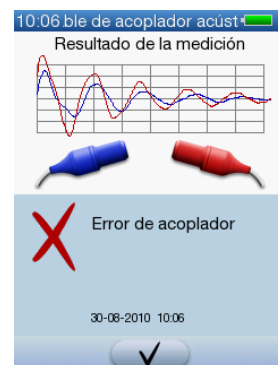 10:06 ble de acoplador acúst
Resultado de la medición
Error de acoplador
30-08-2010 10:06